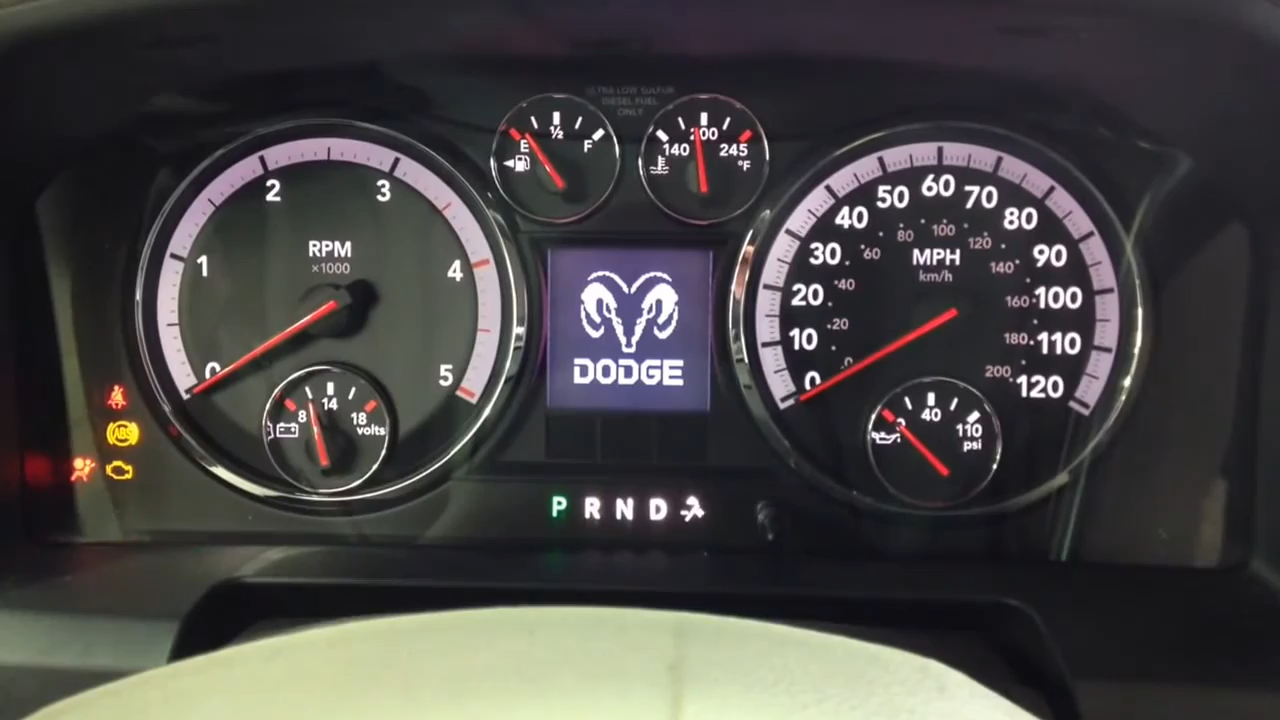 ULTRA LOW SULFUR
DIESEL FUEL
ONLY
E ½ F
140 200 245
°F
0 1 2 3 4 5
RPM
×1000
8 14 18
volts
DODGE
0 10 20 30 40 50 60 70 80 90 100 110 120
MPH
km/h
0 20 40 60 80 100 120 140 160 180 200
40 110
psi
ABS
P R N D